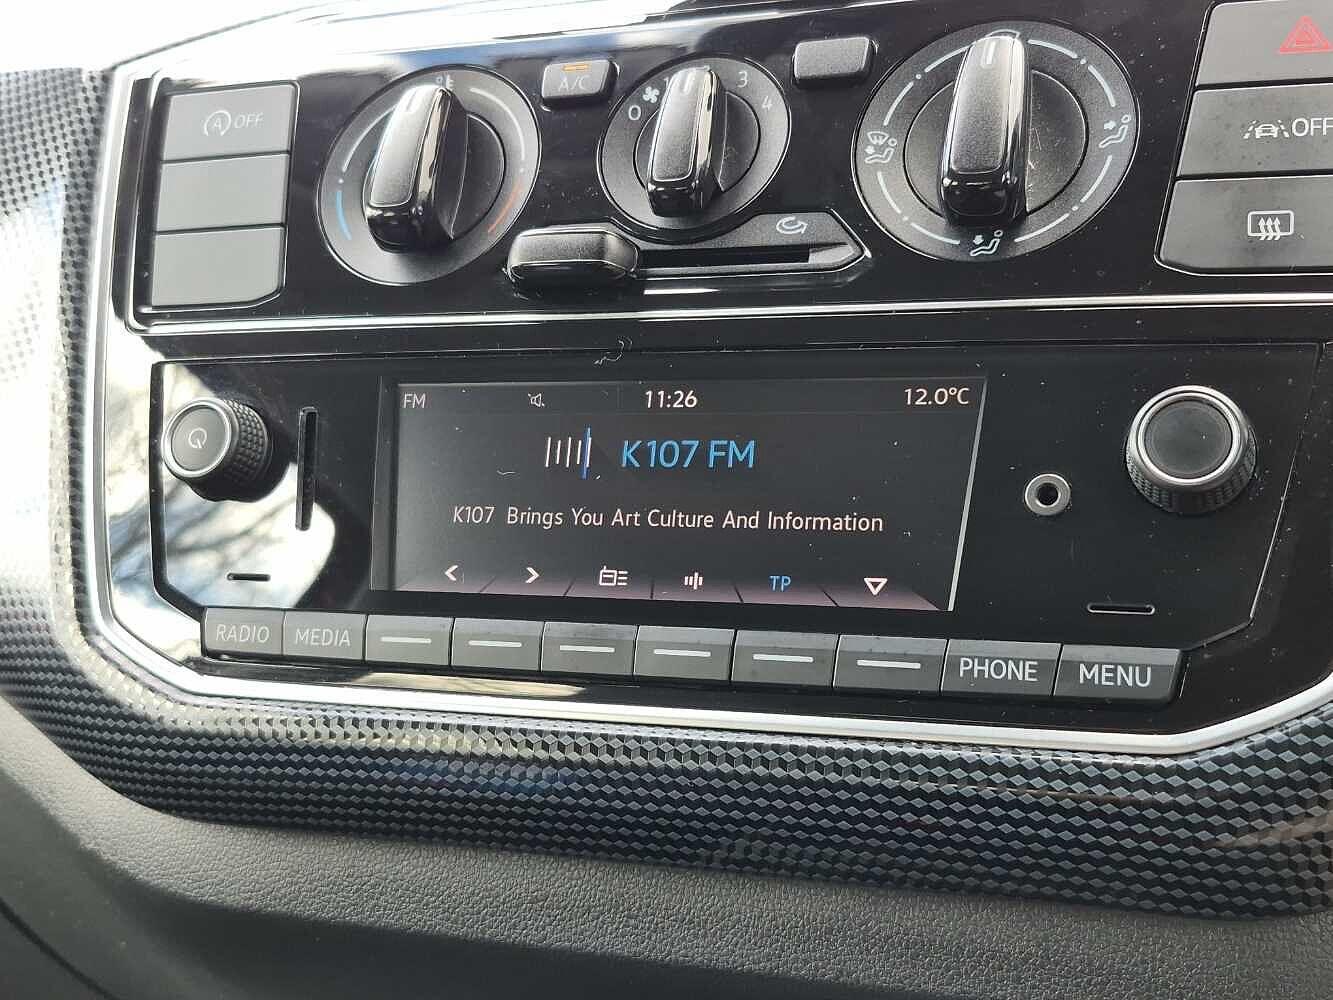 A OFF
A/C
0 1 2 3 4
OFF
FM 11:26 12.0°C
K107 FM
K107 Brings You Art Culture And Information
TP
RADIO MEDIA PHONE MENU